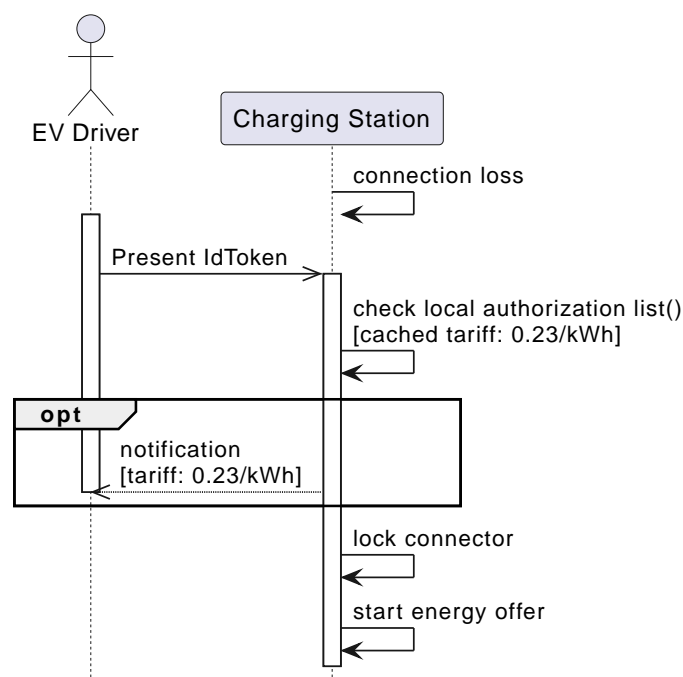 EV Driver
Charging Station
connection loss
Present IdToken
check local authorization list()
[cached tariff: 0.23/kWh]
opt
notification
[tariff: 0.23/kWh]
lock connector
start energy offer